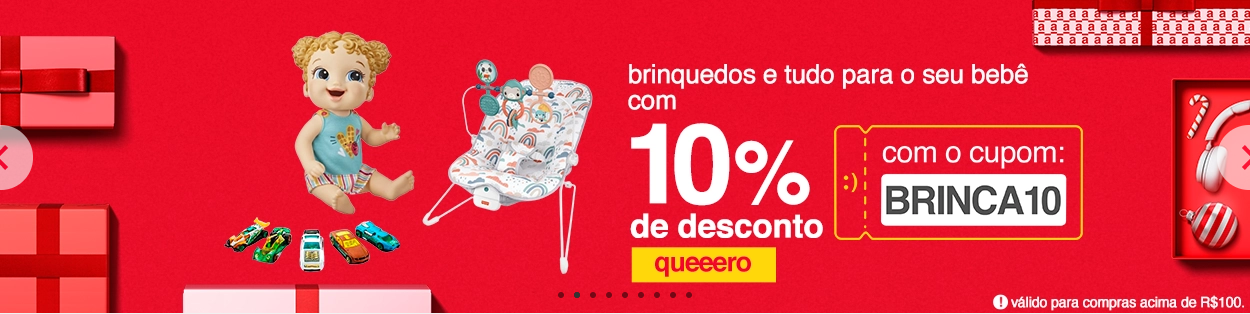 brinquedos e tudo para o seu bebê
com
10%
de desconto
queeero
:)
com o cupom:
BRINCA10
válido para compras acima de R$100.